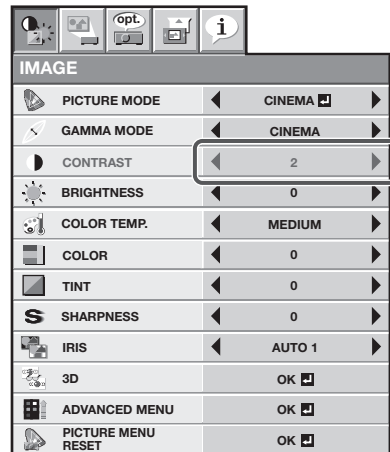 opt.
i
IMAGE
PICTURE MODE CINEMA
GAMMA MODE CINEMA
CONTRAST 2
BRIGHTNESS 0
COLOR TEMP. MEDIUM
COLOR 0
TINT 0
S SHARPNESS 0
IRIS AUTO 1
3D OK
ADVANCED MENU OK
PICTURE MENU
RESET OK